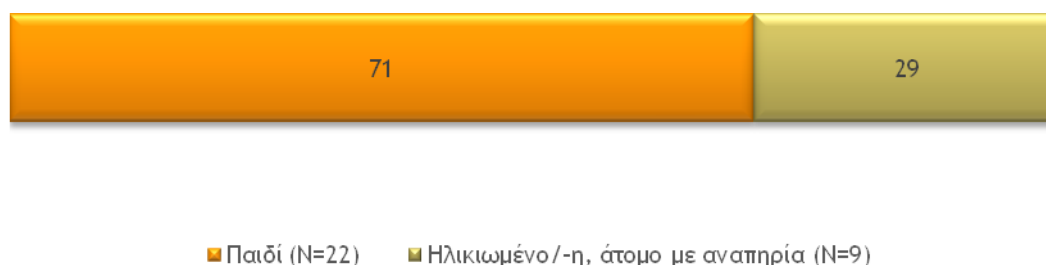 71 29
Παιδί (N=22) Ηλικιωμένο/-η, άτομο με αναπηρία (N=9)